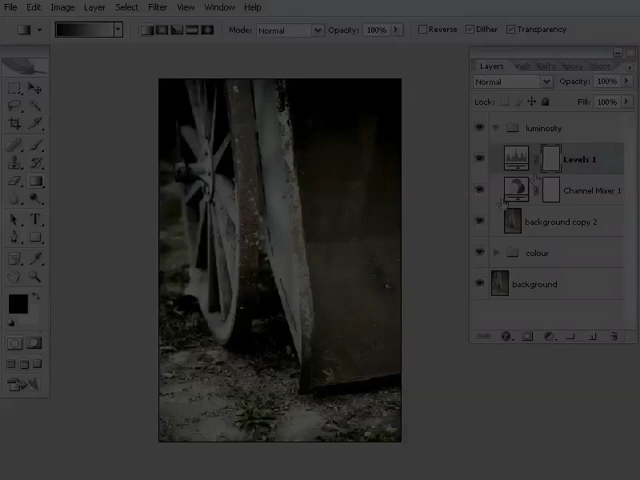 File Edit Image Layer Select Filter View Window Help
Mode: Normal Opacity: 100% Reverse Dither Transparency
Layers
Normal Opacity: 100%
Lock: Fill: 100%
luminosity
Levels 1
Channel Mixer 1
background copy 2
colour
background